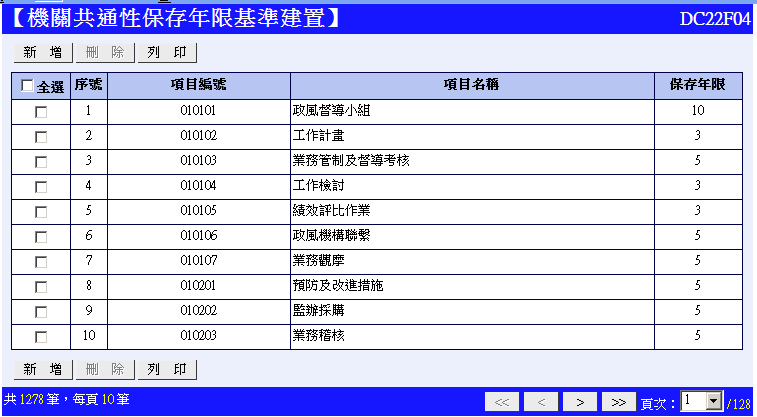 【機關共通性保存年限基準建置】 DC22F04
新 增 刪 除 列 印
全選 序號 項目編號 項目名稱 保存年限
1 010101 政風督導小組 10
2 010102 工作計畫 3
3 010103 業務管制及督導考核 5
4 010104 工作檢討 3
5 010105 績效評比作業 3
6 010106 政風機構聯繫 5
7 010107 業務觀摩 5
8 010201 預防及改進措施 5
9 010202 監辦採購 5
10 010203 業務稽核 5
新 增 刪 除 列 印
共 1278 筆，每頁 10 筆 << < > >> 頁次： 1 /128